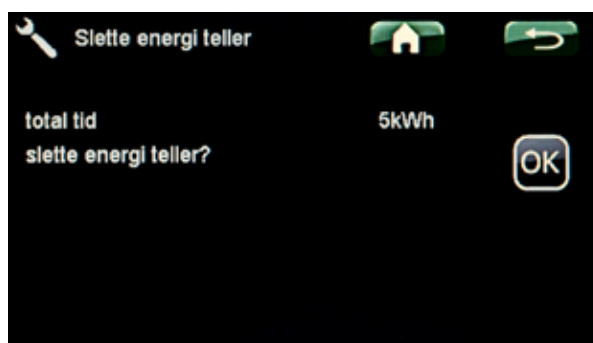 Slette energi teller
total tid 5kWh
slette energi teller?
OK